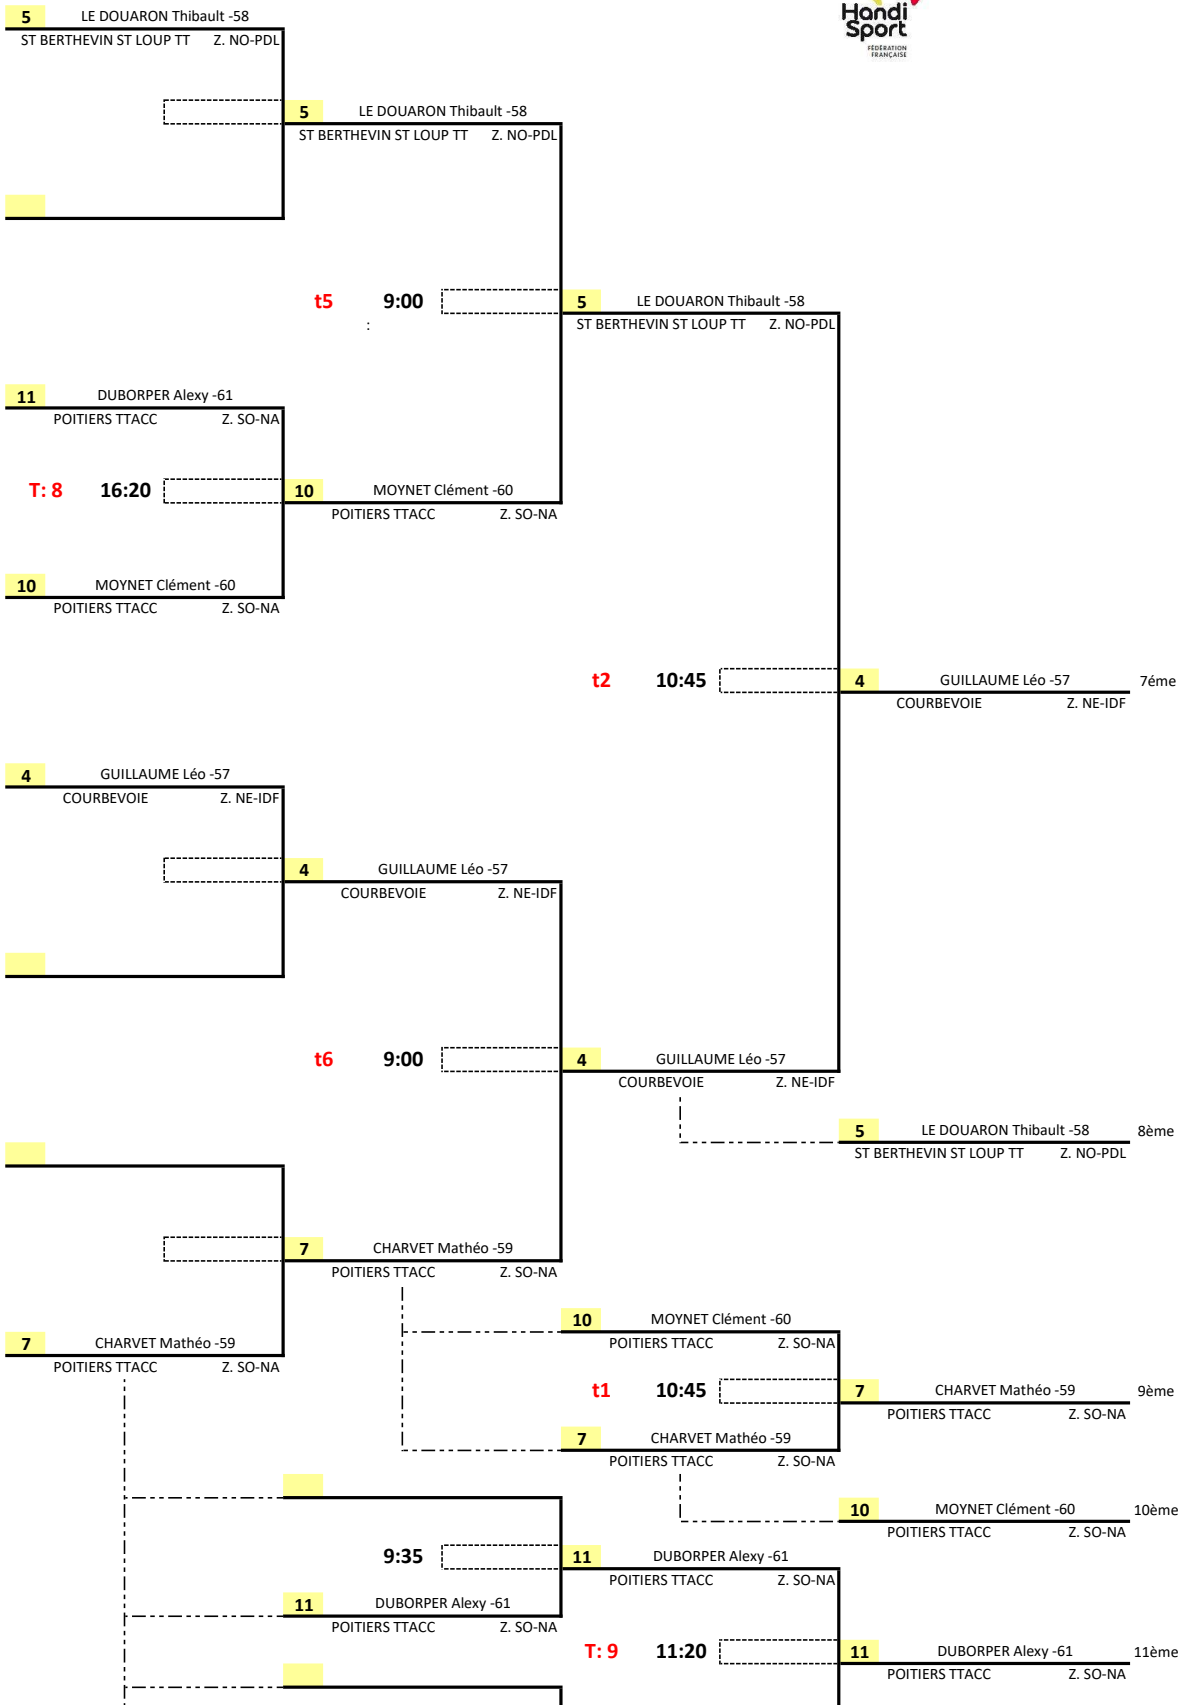 5 LE DOUARON Thibault -58
ST BERTHEVIN ST LOUP TT Z. NO-PDL
Handi
Sport
FÉDÉRATION
FRANÇAISE
5 LE DOUARON Thibault -58
ST BERTHEVIN ST LOUP TT Z. NO-PDL
t5 9:00
:
5 LE DOUARON Thibault -58
ST BERTHEVIN ST LOUP TT Z. NO-PDL
11 DUBORPER Alexy -61
POITIERS TTACC Z. SO-NA
T: 8 16:20
10 MOYNET Clément -60
POITIERS TTACC Z. SO-NA
10 MOYNET Clément -60
POITIERS TTACC Z. SO-NA
t2 10:45
4 GUILLAUME Léo -57 7éme
COURBEVOIE Z. NE-IDF
4 GUILLAUME Léo -57
COURBEVOIE Z. NE-IDF
4 GUILLAUME Léo -57
COURBEVOIE Z. NE-IDF
t6 9:00
4 GUILLAUME Léo -57
COURBEVOIE Z. NE-IDF
5 LE DOUARON Thibault -58 8ème
ST BERTHEVIN ST LOUP TT Z. NO-PDL
7 CHARVET Mathéo -59
POITIERS TTACC Z. SO-NA
10 MOYNET Clément -60
POITIERS TTACC Z. SO-NA
7 CHARVET Mathéo -59
POITIERS TTACC Z. SO-NA
t1 10:45
7 CHARVET Mathéo -59 9ème
POITIERS TTACC Z. SO-NA
7 CHARVET Mathéo -59
POITIERS TTACC Z. SO-NA
10 MOYNET Clément -60 10ème
POITIERS TTACC Z. SO-NA
9:35
11 DUBORPER Alexy -61
POITIERS TTACC Z. SO-NA
11 DUBORPER Alexy -61
POITIERS TTACC Z. SO-NA
T: 9 11:20
11 DUBORPER Alexy -61 11ème
POITIERS TTACC Z. SO-NA